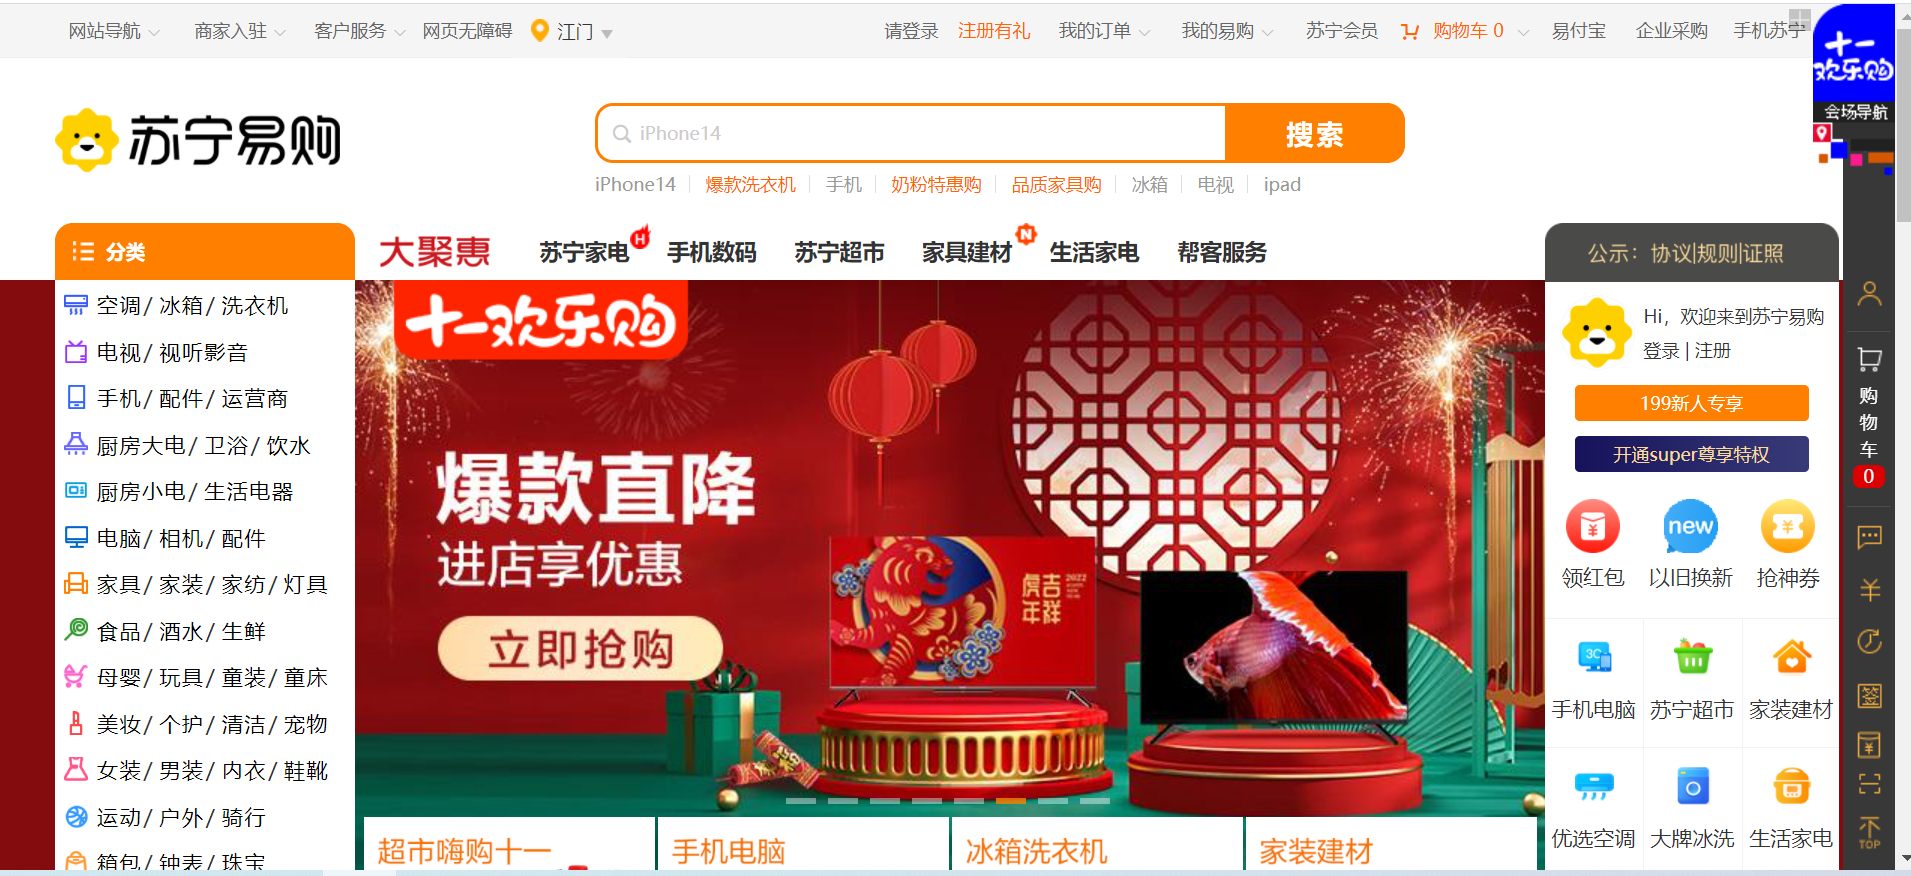 网站导航 商家入驻 客户服务 网页无障碍 江门 请登录 注册有礼 我的订单 我的易购 苏宁会员 购物车 0 易付宝 企业采购 手机苏宁
十一
欢乐购
会场导航
苏宁易购
iPhone14 搜索
iPhone14 爆款洗衣机 手机 奶粉特惠购 品质家具购 冰箱 电视 ipad
分类 大聚惠 苏宁家电 H 手机数码 苏宁超市 家具建材 N 生活家电 帮客服务
公示：协议|规则|证照
空调/ 冰箱/ 洗衣机
电视/ 视听影音
手机/ 配件/ 运营商
厨房大电/ 卫浴/ 饮水
厨房小电/ 生活电器
电脑/ 相机/ 配件
家具/ 家装/ 家纺/ 灯具
食品/ 酒水/ 生鲜
母婴/ 玩具/ 童装/ 童床
美妆/ 个护/ 清洁/ 宠物
女装/ 男装/ 内衣/ 鞋靴
运动/ 户外/ 骑行
箱包/ 钟表/ 珠宝
十一欢乐购
爆款直降
进店享优惠
立即抢购
虎年
吉祥
2022
超市嗨购十一 手机电脑 冰箱洗衣机 家装建材
Hi，欢迎来到苏宁易购
登录 | 注册
199新人专享
开通super尊享特权
new
领红包 以旧换新 抢神券
3C
手机电脑 苏宁超市 家装建材
优选空调 大牌冰洗 生活家电
购
物
车
0
签
TOP